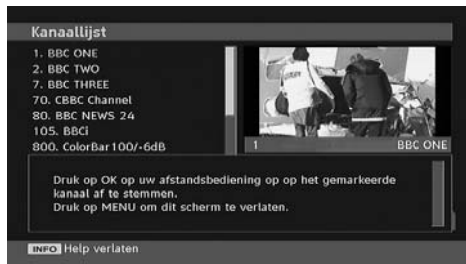 Kanaallijst
1. BBC ONE
2. BBC TWO
7. BBC THREE
70. CBBC Channel
80. BBC NEWS 24
105. BBCi
800. ColorBar100/-6dB
1 BBC ONE
Druk op OK op uw afstandsbediening op op het gemarkeerde
kanaal af te stemmen.
Druk op MENU om dit scherm te verlaten.
INFO Help verlaten